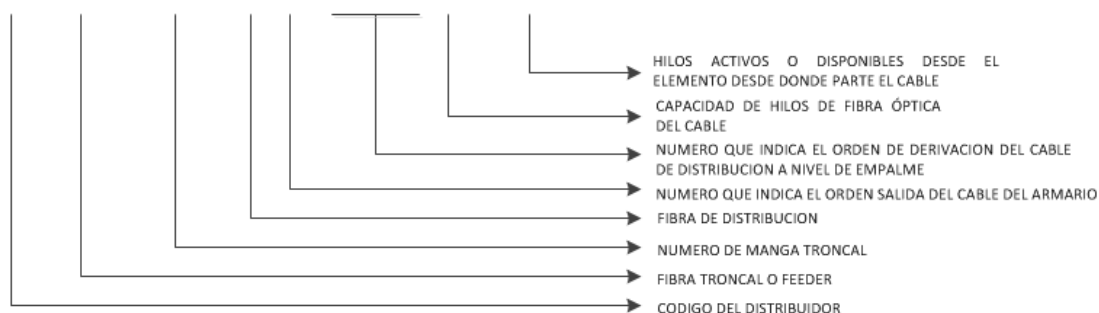 HILOS ACTIVOS O DISPONIBLES DESDE EL
ELEMENTO DESDE DONDE PARTE EL CABLE
CAPACIDAD DE HILOS DE FIBRA ÓPTICA
DEL CABLE
NUMERO QUE INDICA EL ORDEN DE DERIVACION DEL CABLE
DE DISTRIBUCION A NIVEL DE EMPALME
NUMERO QUE INDICA EL ORDEN SALIDA DEL CABLE DEL ARMARIO
FIBRA DE DISTRIBUCION
NUMERO DE MANGA TRONCAL
FIBRA TRONCAL O FEEDER
CODIGO DEL DISTRIBUIDOR